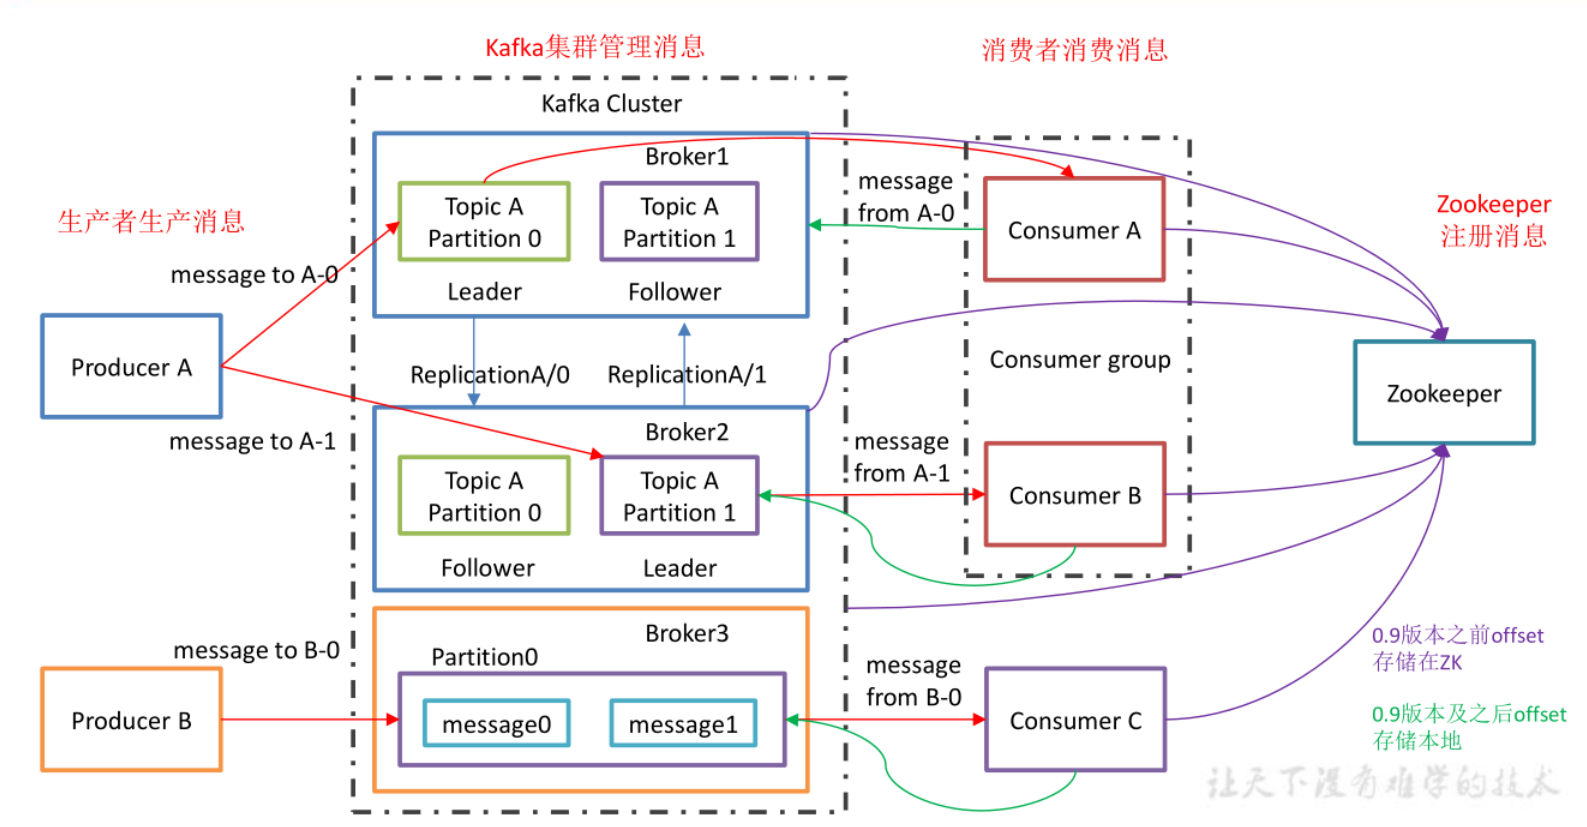 Kafka集群管理消息
消费者消费消息
Kafka Cluster
Broker1
Topic A
Partition 0
Topic A
Partition 1
Leader
Follower
message
from A-0
Consumer A
生产者生产消息
message to A-0
Zookeeper
注册消息
Producer A
ReplicationA/0
ReplicationA/1
Consumer group
Zookeeper
message to A-1
Broker2
Topic A
Partition 0
Topic A
Partition 1
Follower
Leader
message
from A-1
Consumer B
message to B-0
Producer B
Broker3
Partition0
message0
message1
message
from B-0
Consumer C
0.9版本之前offset
存储在ZK
0.9版本及之后offset
存储本地
让天下没有难学的技术